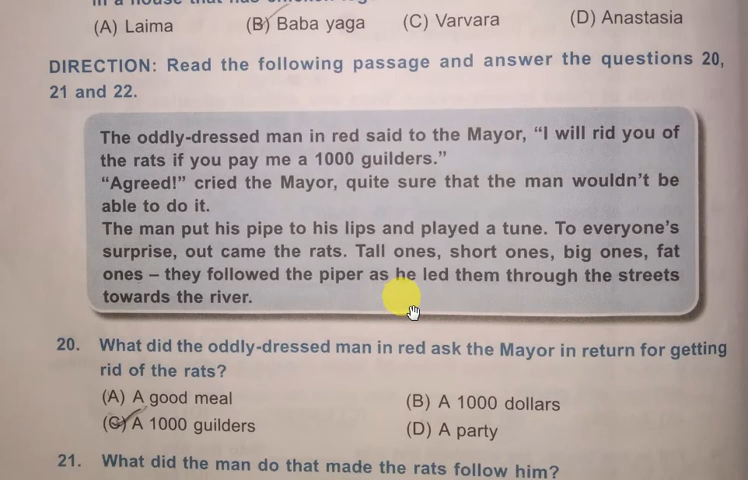 in a house that has chicken leg
(A) Laima (B) Baba yaga (C) Varvara (D) Anastasia
DIRECTION: Read the following passage and answer the questions 20,
21 and 22.
The oddly-dressed man in red said to the Mayor, “I will rid you of
the rats if you pay me a 1000 guilders.”
“Agreed!” cried the Mayor, quite sure that the man wouldn’t be
able to do it.
The man put his pipe to his lips and played a tune. To everyone’s
surprise, out came the rats. Tall ones, short ones, big ones, fat
ones – they followed the piper as he led them through the streets
towards the river.
20. What did the oddly-dressed man in red ask the Mayor in return for getting
rid of the rats?
(A) A good meal (B) A 1000 dollars
(C) A 1000 guilders (D) A party
21. What did the man do that made the rats follow him?